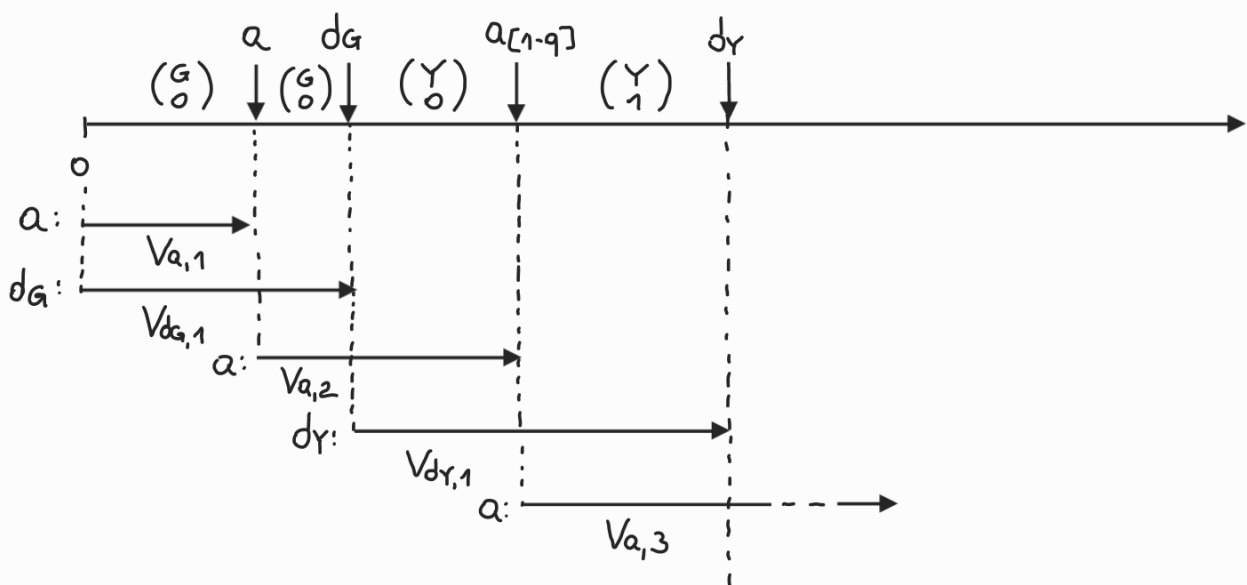 a dG a[1-q] dY
(G 0) (G 0) (Y 0) (Y 1)
0
a:
Va,1
dG:
VdG,1
a:
Va,2
dY:
VdY,1
a:
Va,3